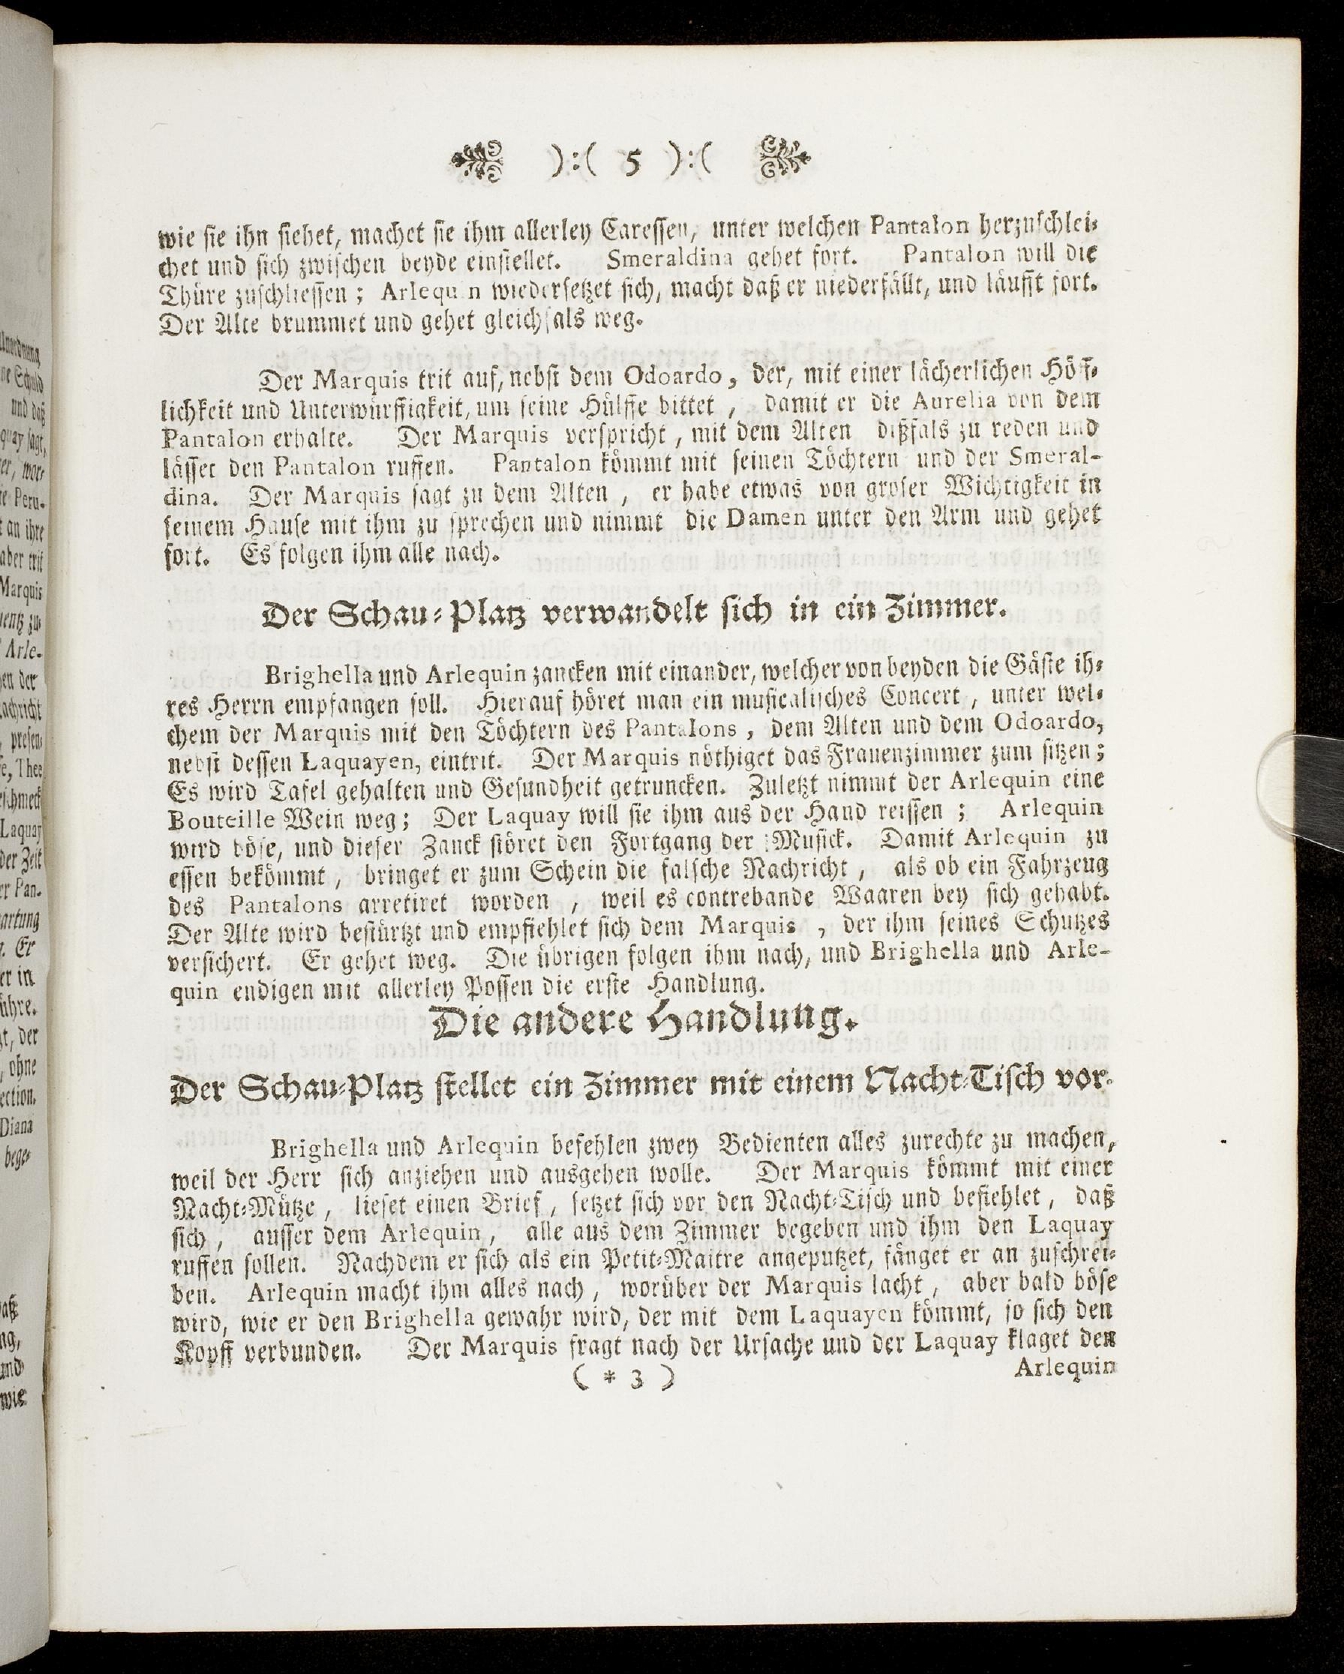 ):( 5 ):(
wie sie ihn siehet, machet sie ihm allerley Caressen, unter welchen Pantalon herzuschlei-
chet und sich zwischen beyde einstellet. Smeraldina gehet fort. Pantalon will die
Thüre zuschliessen; Arlequin wiedersetzet sich, macht daß er niederfällt, und läufft fort.
Der Alte brummet und gehet gleichfals weg.
Der Marquis trit auf, nebst dem Odoardo, der, mit einer lächerlichen Höff-
lichkeit und Unterwürffigkeit, um seine Hülffe bittet, damit er die Aurelia von dem
Pantalon erhalte. Der Marquis verspricht, mit dem Alten dißfals zu reden und
lässet den Pantalon ruffen. Pantalon kömmt mit seinen Töchtern und der Smeral-
dina. Der Marquis sagt zu dem Alten, er habe etwas von groser Wichtigkeit in
seinem Hause mit ihm zu sprechen und nimmt die Damen unter den Arm und gehet
fort. Es folgen ihm alle nach.
Der Schau-Platz verwandelt sich in ein Zimmer.
Brighella und Arlequin zancken mit einander, welcher von beyden die Gäste ih-
res Herrn empfangen soll. Hierauf höret man ein musicalisches Concert, unter wel-
chem der Marquis mit den Töchtern des Pantalons, dem Alten und dem Odoardo,
nebst dessen Laquayen, eintrit. Der Marquis nöthiget das Frauenzimmer zum sitzen;
Es wird Tafel gehalten und Gesundheit getruncken. Zuletzt nimmt der Arlequin eine
Bouteille Wein weg; Der Laquay will sie ihm aus der Hand reissen; Arlequin
wird böse, und dieser Zanck störet den Fortgang der Musick. Damit Arlequin zu
essen bekömmt, bringet er zum Schein die falsche Nachricht, als ob ein Fahrzeug
des Pantalons arretiret worden, weil es contrebande Waaren bey sich gehabt.
Der Alte wird bestürtzt und empfiehlet sich dem Marquis, der ihm seines Schutzes
versichert. Er gehet weg. Die übrigen folgen ihm nach, und Brighella und Arle-
quin endigen mit allerley Possen die erste Handlung.
Die andere Handlung.
Der Schau-Platz stellet ein Zimmer mit einem Nacht-Tisch vor.
Brighella und Arlequin befehlen zwey Bedienten alles zurechte zu machen,
weil der Herr sich anziehen und ausgehen wolle. Der Marquis kömmt mit einer
Nacht-Mütze, lieset einen Brief, setzet sich vor den Nacht-Tisch und befiehlet, daß
sich, ausser dem Arlequin, alle aus dem Zimmer begeben und ihm den Laquay
ruffen sollen. Nachdem er sich als ein Petit-Maitre angeputzet, fänget er an zuschrei-
ben. Arlequin macht ihm alles nach, worüber der Marquis lacht, aber bald böse
wird, wie er den Brighella gewahr wird, der mit dem Laquayen kömmt, so sich den
Kopff verbunden. Der Marquis fragt nach der Ursache und der Laquay klaget den
( * 3 )
Arlequin